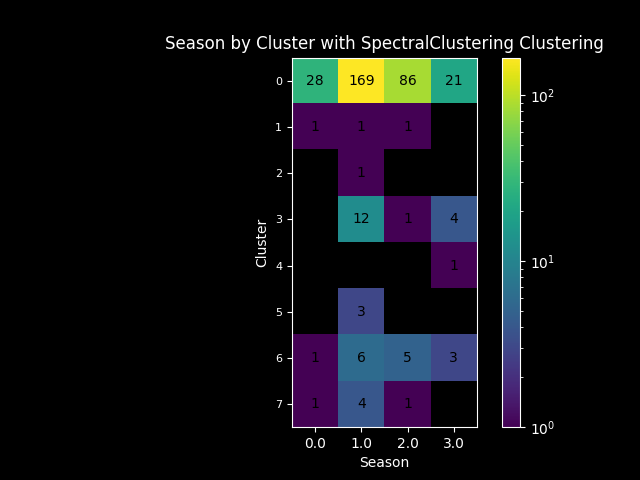 Season by Cluster with SpectralClustering Clustering
0 28 169 86 21
1 1 1 1
2 1
3 12 1 4
4 1
5 3
6 1 6 5 3
7 1 4 1
0.0 1.0 2.0 3.0
Season
Cluster
10²
10¹
10⁰